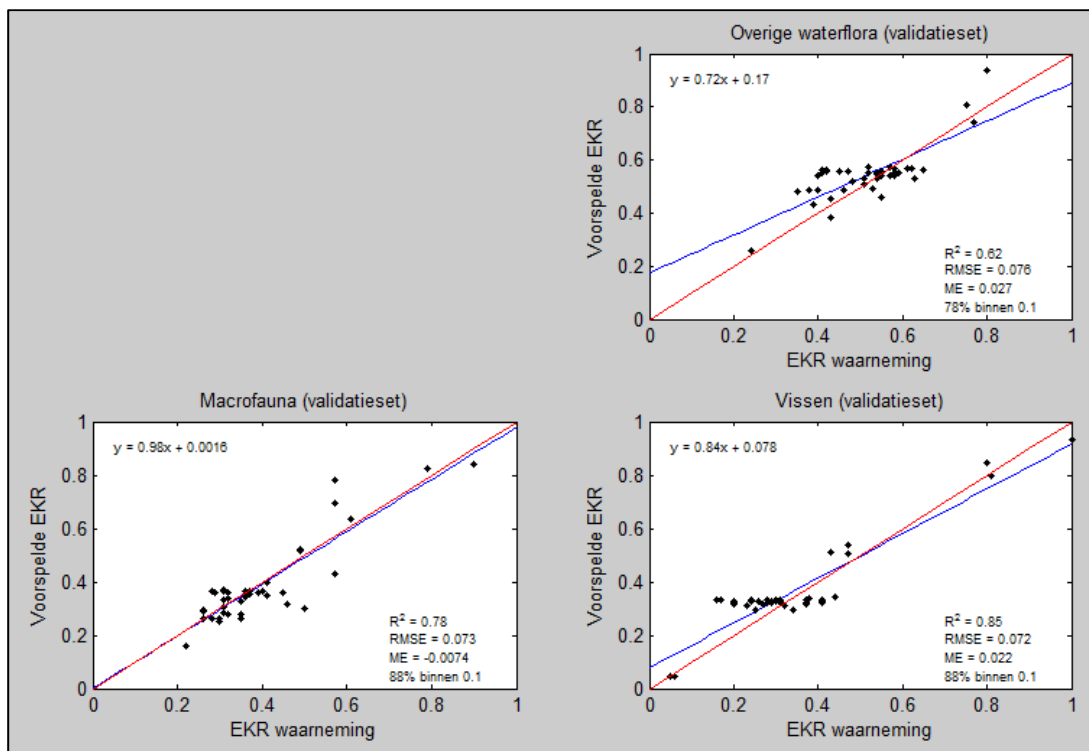 Overige waterflora (validatieset)
y = 0.72x + 0.17
Voorspelde EKR
1
0.8
0.6
0.4
0.2
0
R² = 0.62
RMSE = 0.076
ME = 0.027
78% binnen 0.1
0 0.2 0.4 0.6 0.8 1
EKR waarneming
Macrofauna (validatieset)
y = 0.98x + 0.0016
Voorspelde EKR
1
0.8
0.6
0.4
0.2
0
R² = 0.78
RMSE = 0.073
ME = -0.0074
88% binnen 0.1
0 0.2 0.4 0.6 0.8 1
EKR waarneming
Vissen (validatieset)
y = 0.84x + 0.078
Voorspelde EKR
1
0.8
0.6
0.4
0.2
0
R² = 0.85
RMSE = 0.072
ME = 0.022
88% binnen 0.1
0 0.2 0.4 0.6 0.8 1
EKR waarneming